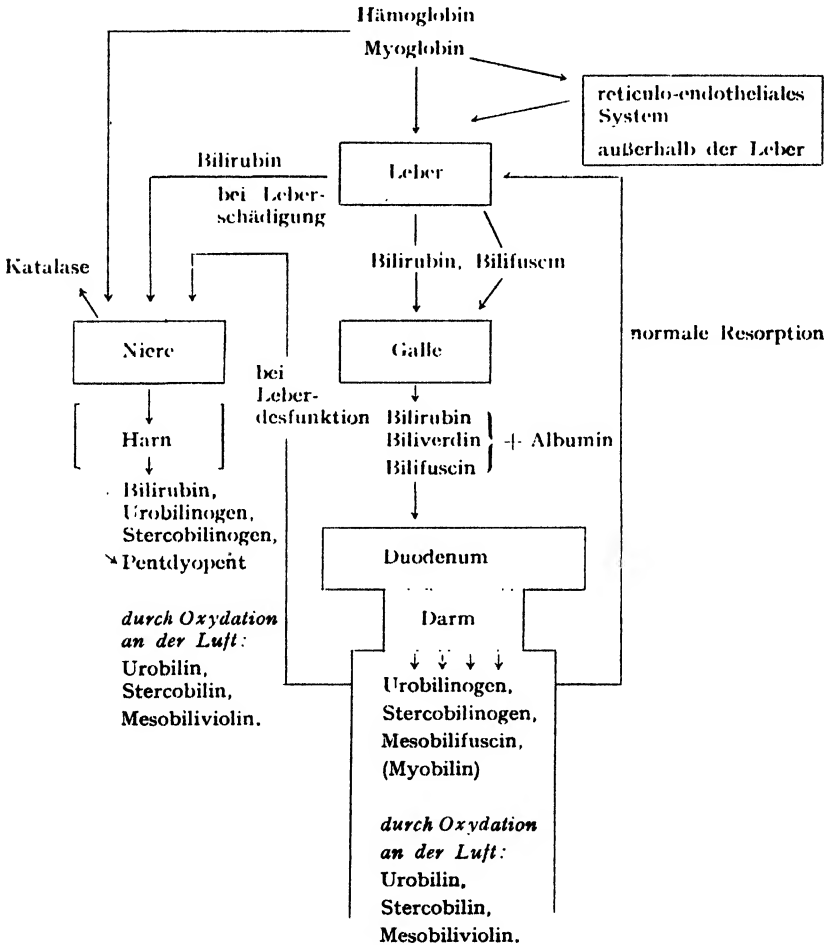 Hämoglobin
Myoglobin
reticulo-endotheliales
System
außerhalb der Leber
Bilirubin
Leber
bei Leber-
schädigung
Katalase
Bilirubin, Bilifuscin
normale Resorption
Niere
Galle
bei
Leber-
desfunktion
Harn
Bilirubin
Biliverdin
Bilifuscin
+ Albumin
Bilirubin,
Urobilinogen,
Stercobilinogen,
Pentdyopent
Duodenum
Darm
durch Oxydation
an der Luft:
Urobilin,
Stercobilin,
Mesobiliviolin.
Urobilinogen,
Stercobilinogen,
Mesobilifuscin,
(Myobilin)
durch Oxydation
an der Luft:
Urobilin,
Stercobilin,
Mesobiliviolin.